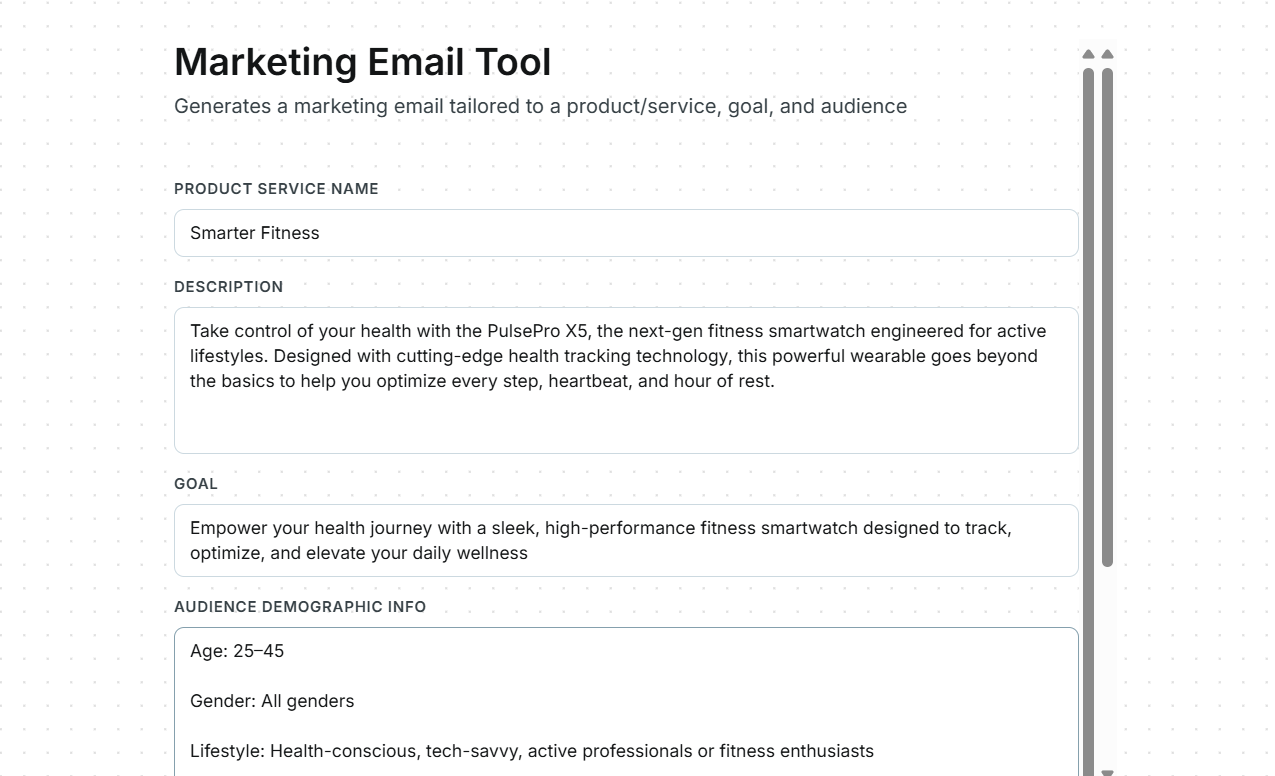 Marketing Email Tool
Generates a marketing email tailored to a product/service, goal, and audience
PRODUCT SERVICE NAME
Smarter Fitness
DESCRIPTION
Take control of your health with the PulsePro X5, the next-gen fitness smartwatch engineered for active
lifestyles. Designed with cutting-edge health tracking technology, this powerful wearable goes beyond
the basics to help you optimize every step, heartbeat, and hour of rest.
GOAL
Empower your health journey with a sleek, high-performance fitness smartwatch designed to track,
optimize, and elevate your daily wellness
AUDIENCE DEMOGRAPHIC INFO
Age: 25–45
Gender: All genders
Lifestyle: Health-conscious, tech-savvy, active professionals or fitness enthusiasts